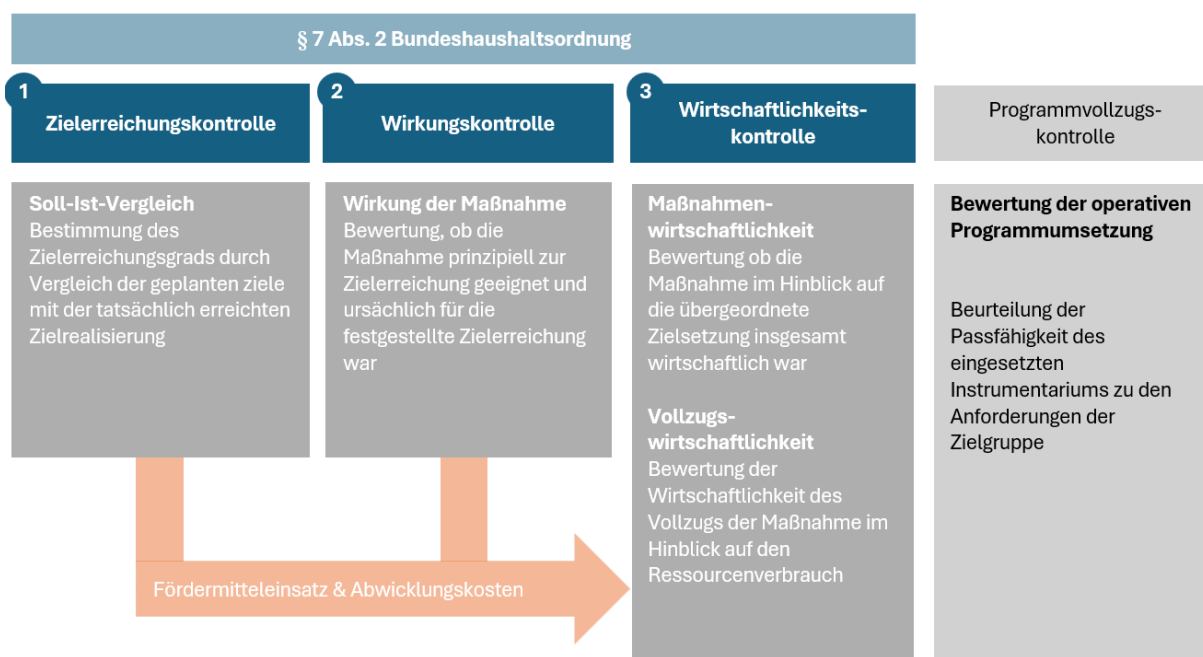 § 7 Abs. 2 Bundeshaushaltsordnung
1
Zielerreichungskontrolle
2
Wirkungskontrolle
3
Wirtschaftlichkeits-
kontrolle
Programmvollzugs-
kontrolle
Soll-Ist-Vergleich
Bestimmung des
Zielerreichungsgrads durch
Vergleich der geplanten ziele
mit der tatsächlich erreichten
Zielrealisierung
Wirkung der Maßnahme
Bewertung, ob die
Maßnahme prinzipiell zur
Zielerreichung geeignet und
ursächlich für die
festgestellte Zielerreichung
war
Maßnahmen-
wirtschaftlichkeit
Bewertung ob die
Maßnahme im Hinblick auf
die übergeordnete
Zielsetzung insgesamt
wirtschaftlich war
Vollzugs-
wirtschaftlichkeit
Bewertung der
Wirtschaftlichkeit des
Vollzugs der Maßnahme im
Hinblick auf den
Ressourcenverbrauch
Bewertung der operativen
Programmumsetzung
Beurteilung der
Passfähigkeit des
eingesetzten
Instrumentariums zu den
Anforderungen der
Zielgruppe
Fördermitteleinsatz & Abwicklungskosten